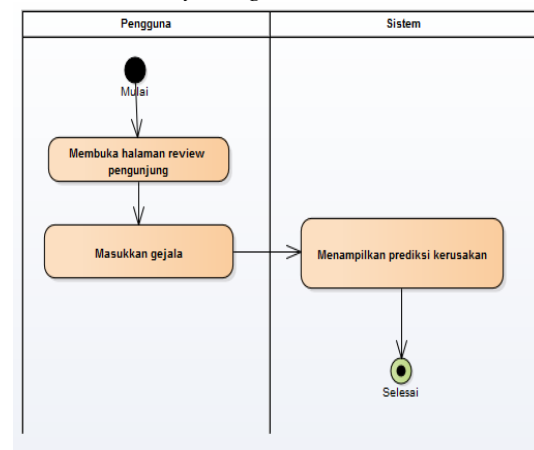 Pengguna
Sistem
Mulai
Membuka halaman review
pengunjung
Masukkan gejala
Menampilkan prediksi kerusakan
Selesai